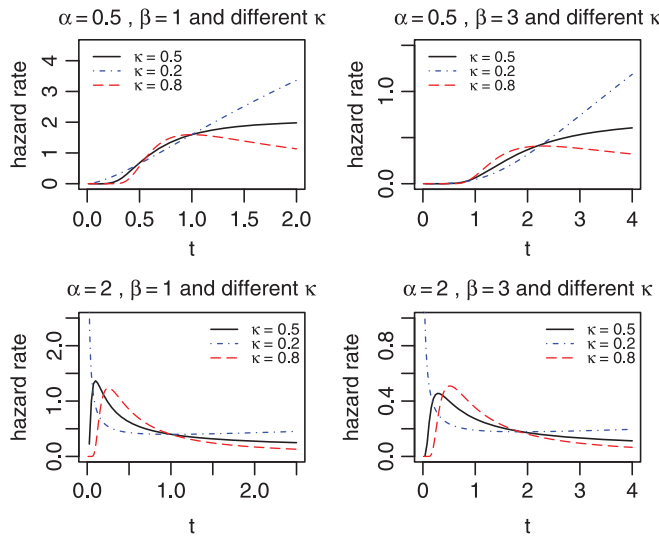 α = 0.5 , β = 1 and different κ
hazard rate
4
3
2
1
0
κ = 0.5
κ = 0.2
κ = 0.8
0.0 0.5 1.0 2.0
t
α = 0.5 , β = 3 and different κ
hazard rate
1.0
0.0
κ = 0.5
κ = 0.2
κ = 0.8
0 1 2 3 4
t
α = 2 , β = 1 and different κ
hazard rate
2.0
1.0
0.0
κ = 0.5
κ = 0.2
κ = 0.8
0.0 1.0 2.0
t
α = 2 , β = 3 and different κ
hazard rate
0.8
0.4
0.0
κ = 0.5
κ = 0.2
κ = 0.8
0 1 2 3 4
t